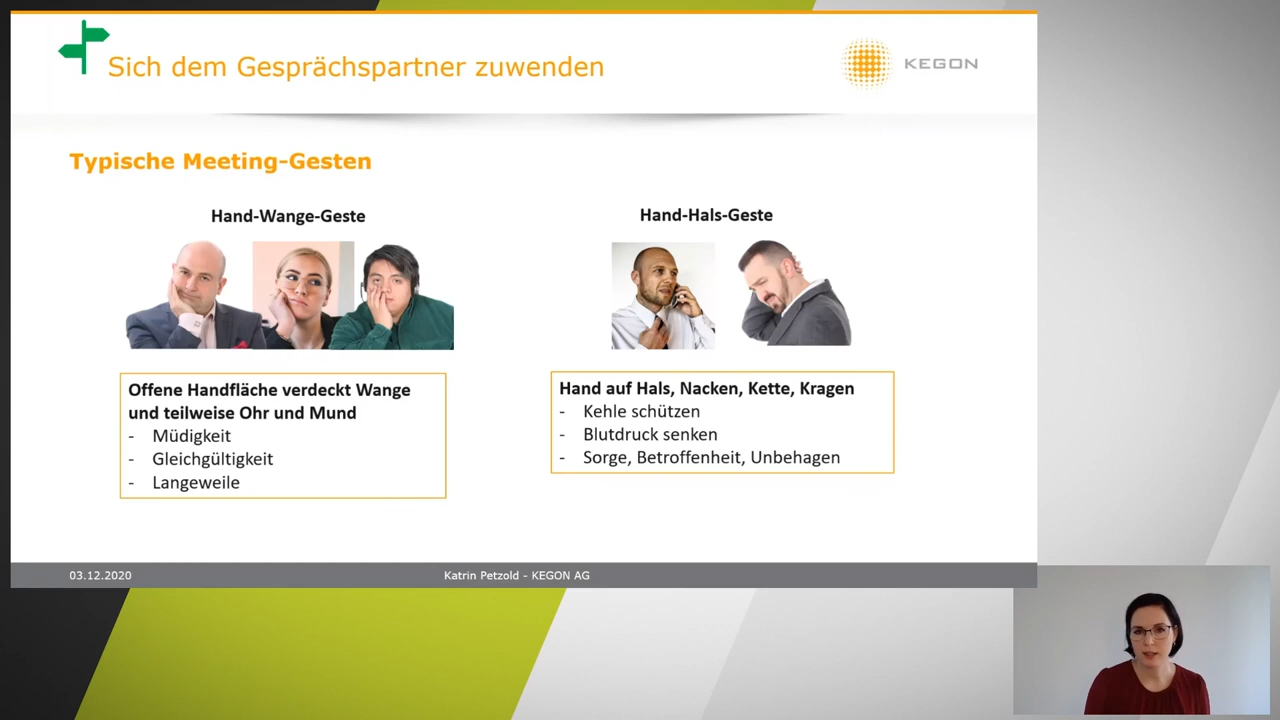 Sich dem Gesprächspartner zuwenden
KEGON
Typische Meeting-Gesten
Hand-Wange-Geste
Offene Handfläche verdeckt Wange
und teilweise Ohr und Mund
- Müdigkeit
- Gleichgültigkeit
- Langeweile
Hand-Hals-Geste
Hand auf Hals, Nacken, Kette, Kragen
- Kehle schützen
- Blutdruck senken
- Sorge, Betroffenheit, Unbehagen
03.12.2020
Katrin Petzold - KEGON AG